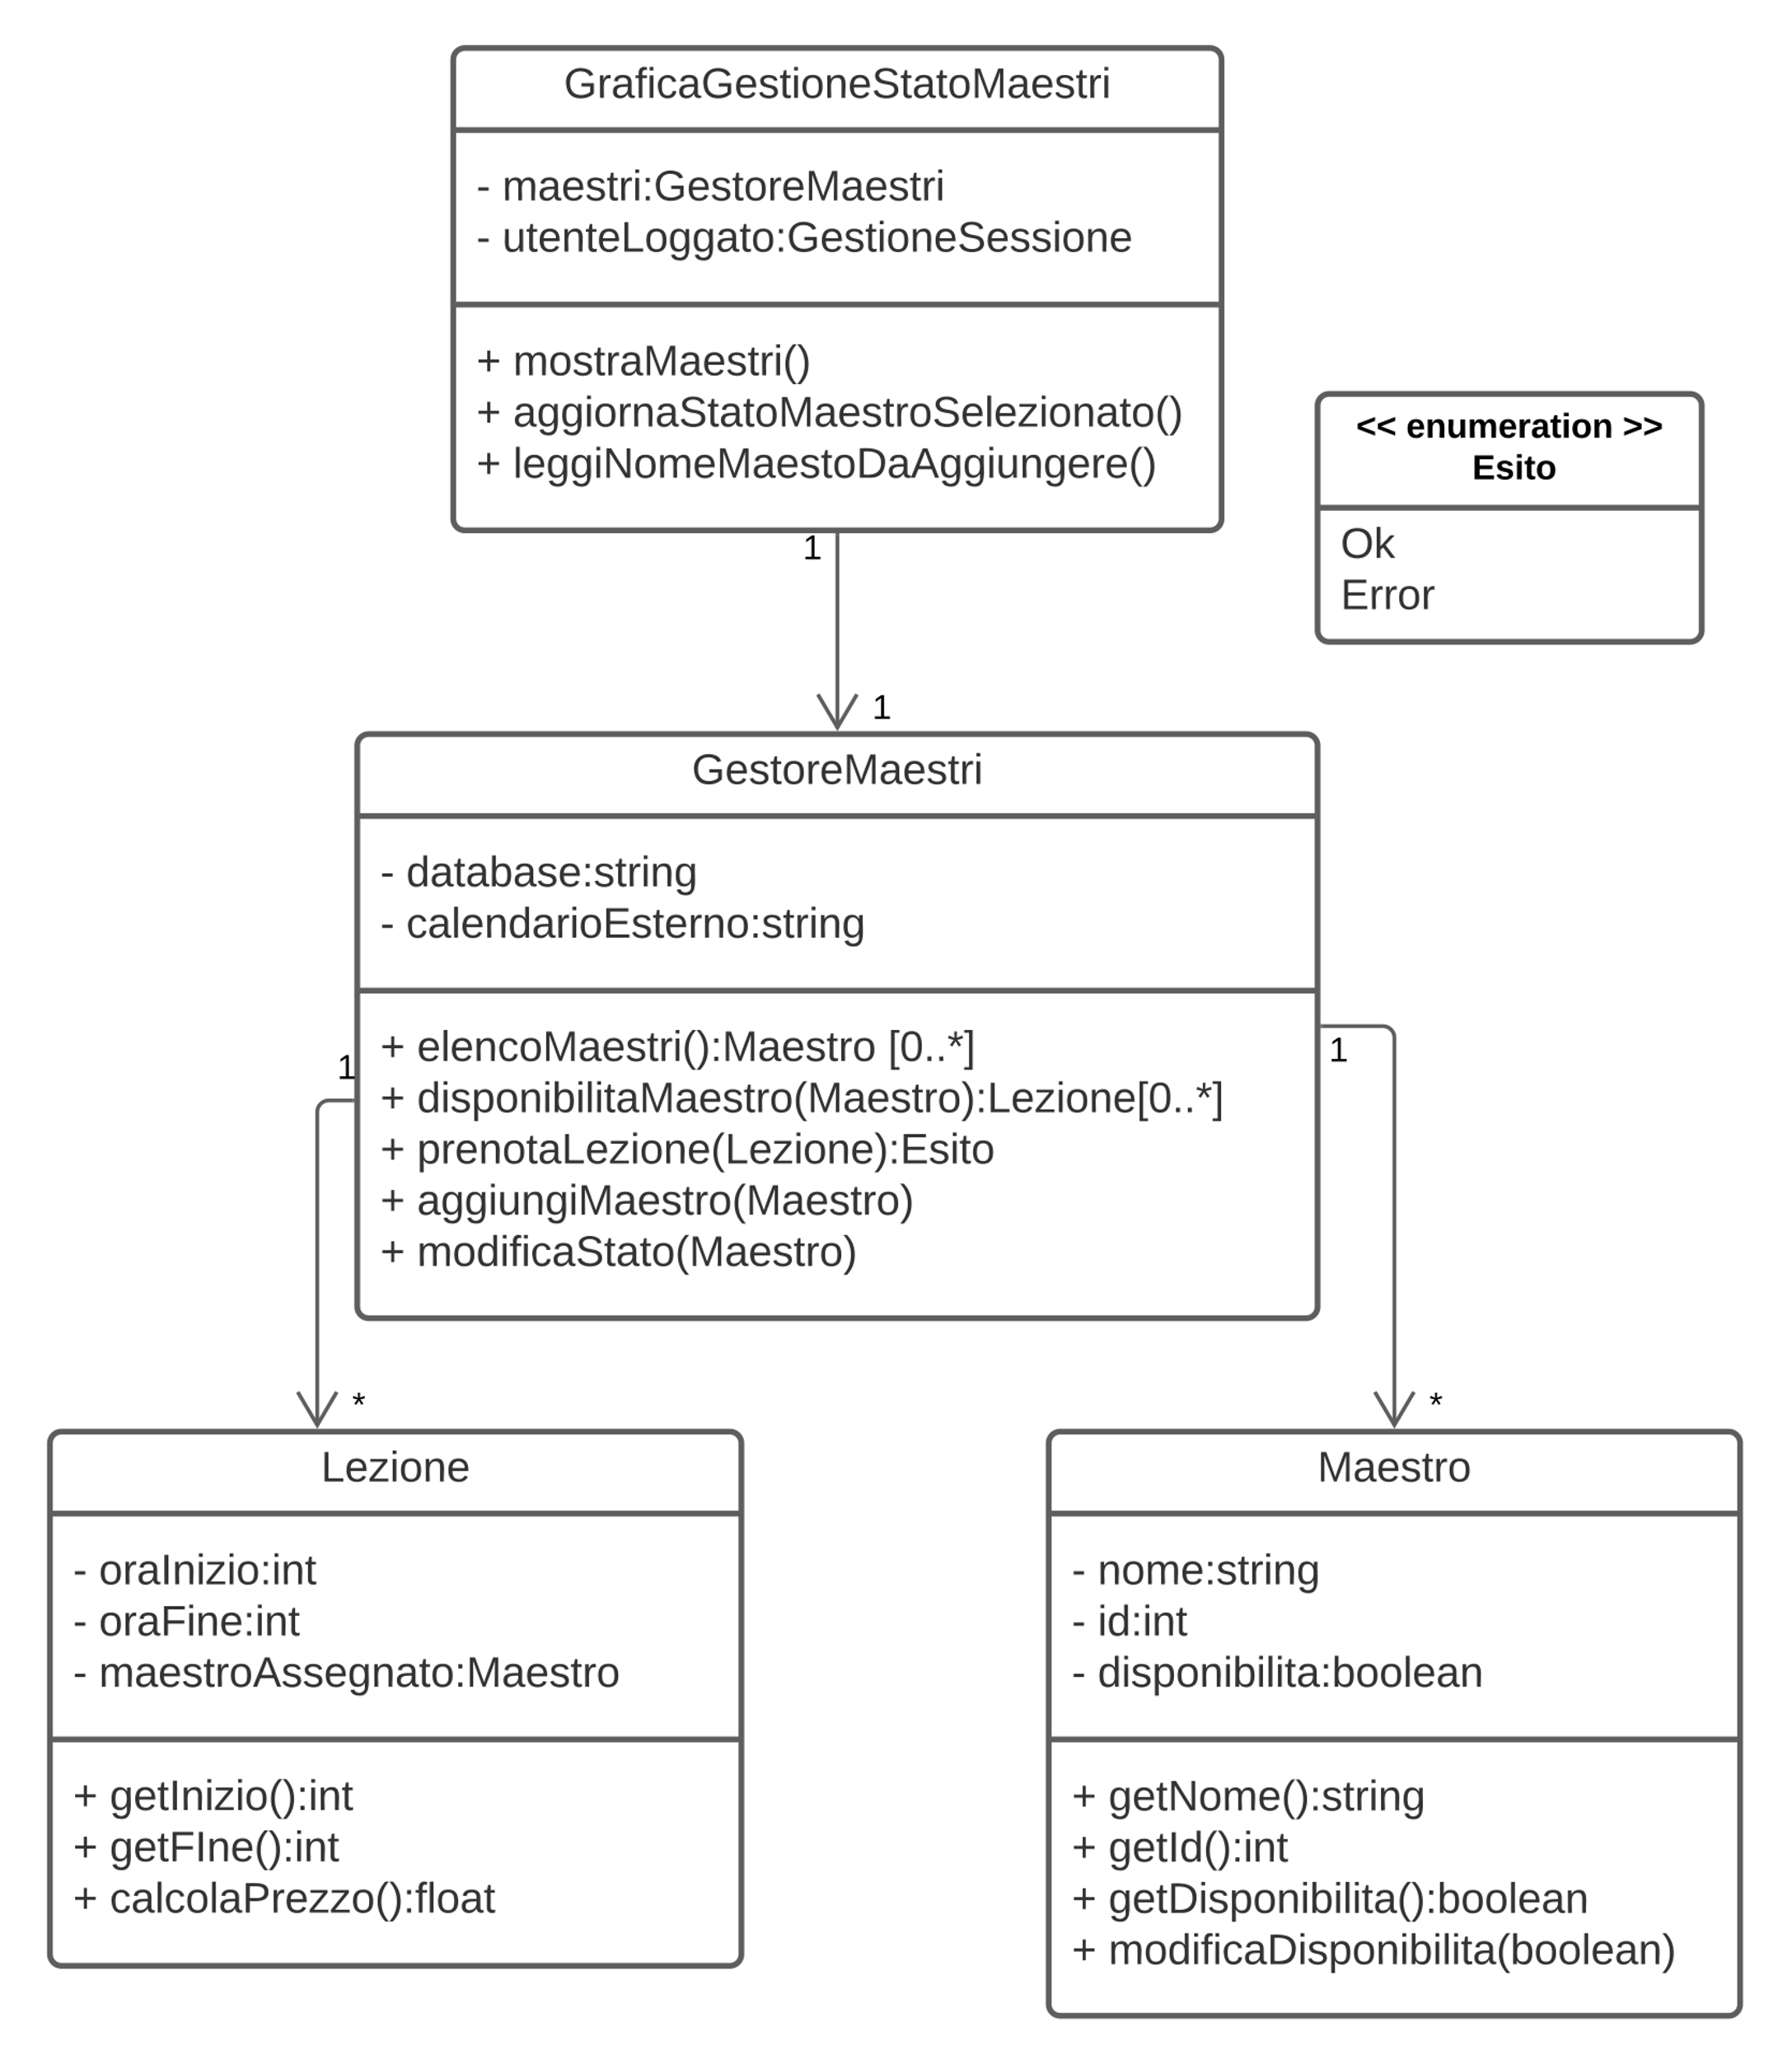 GraficaGestioneStatoMaestri
- maestri:GestoreMaestri
- utenteLoggato:GestioneSessione
+ mostraMaestri()
+ aggiornaStatoMaestroSelezionato()
+ leggiNomeMaestoDaAggiungere()
<< enumeration >>
Esito
Ok
Error
1
1
GestoreMaestri
- database:string
- calendarioEsterno:string
+ elencoMaestri():Maestro [0..*]
+ disponibilitaMaestro(Maestro):Lezione[0..*]
+ prenotaLezione(Lezione):Esito
+ aggiungiMaestro(Maestro)
+ modificaStato(Maestro)
1
1
*
*
Lezione
- oraInizio:int
- oraFine:int
- maestroAssegnato:Maestro
+ getInizio():int
+ getFIne():int
+ calcolaPrezzo():float
Maestro
- nome:string
- id:int
- disponibilita:boolean
+ getNome():string
+ getId():int
+ getDisponibilita():boolean
+ modificaDisponibilita(boolean)